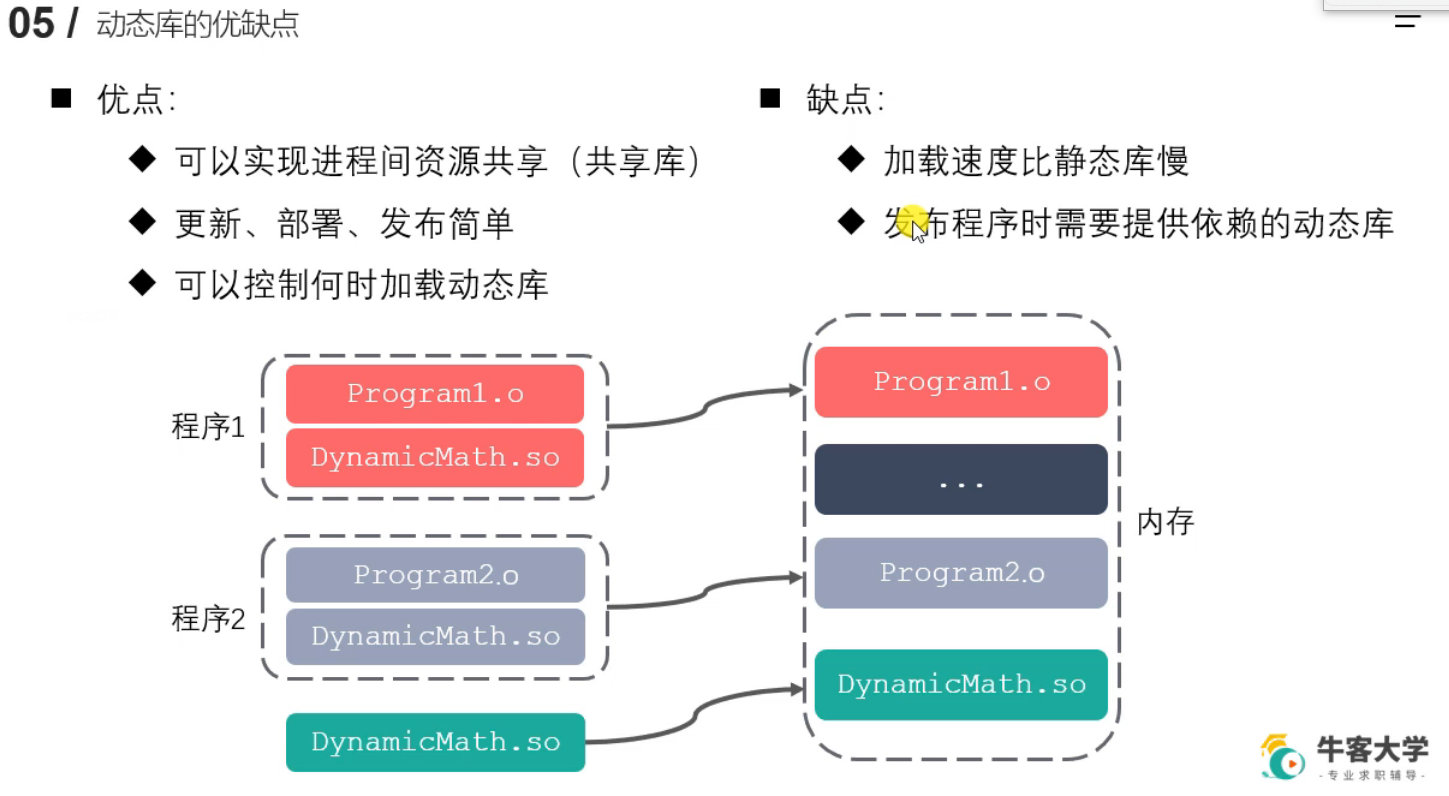 05 / 动态库的优缺点
优点：
可以实现进程间资源共享（共享库）
更新、部署、发布简单
可以控制何时加载动态库
缺点：
加载速度比静态库慢
发布程序时需要提供依赖的动态库
程序1
Program1.o
DynamicMath.so
程序2
Program2.o
DynamicMath.so
DynamicMath.so
Program1.o
...
Program2.o
DynamicMath.so
内存
牛客大学
-专业求职辅导-